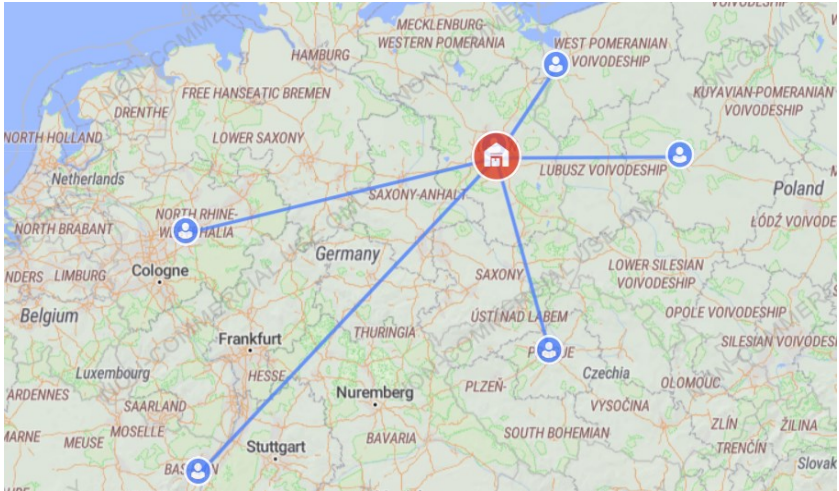 VOIVODESHIP
MECKLENBURG-
WESTERN POMERANIA
WEST POMERANIAN
VOIVODESHIP
HAMBURG
FREE HANSEATIC BREMEN
KUYAVIAN-POMERANIAN
VOIVODESHIP
DRENTHE
NORTH HOLLAND
LOWER SAXONY
LUBUSZ VOIVODESHIP
Netherlands
SAXONY-ANHALT
Poland
NORTH RHINE-
NORTH BRABANT
ŁÓDŹ VOIVODE
Germany
NDERS
LIMBURG
Cologne
SAXONY
LOWER SILESIAN
VOIVODESHIP
Belgium
ÚSTÍ NAD LABEM
OPOLE VOIVODESHIP
THURINGIA
Frankfurt
SILESIAN VOIVODES
Luxembourg
HESSE
Czechia
PLZEŇ-
OLOMOUC
ARDENNES
Nuremberg
SAARLAND
VYSOČINA
MARNE
MEUSE
MOSELLE
BAVARIA
SOUTH BOHEMIAN
ZLÍN
ŽILINA
Stuttgart
TRENČÍN
Slovak